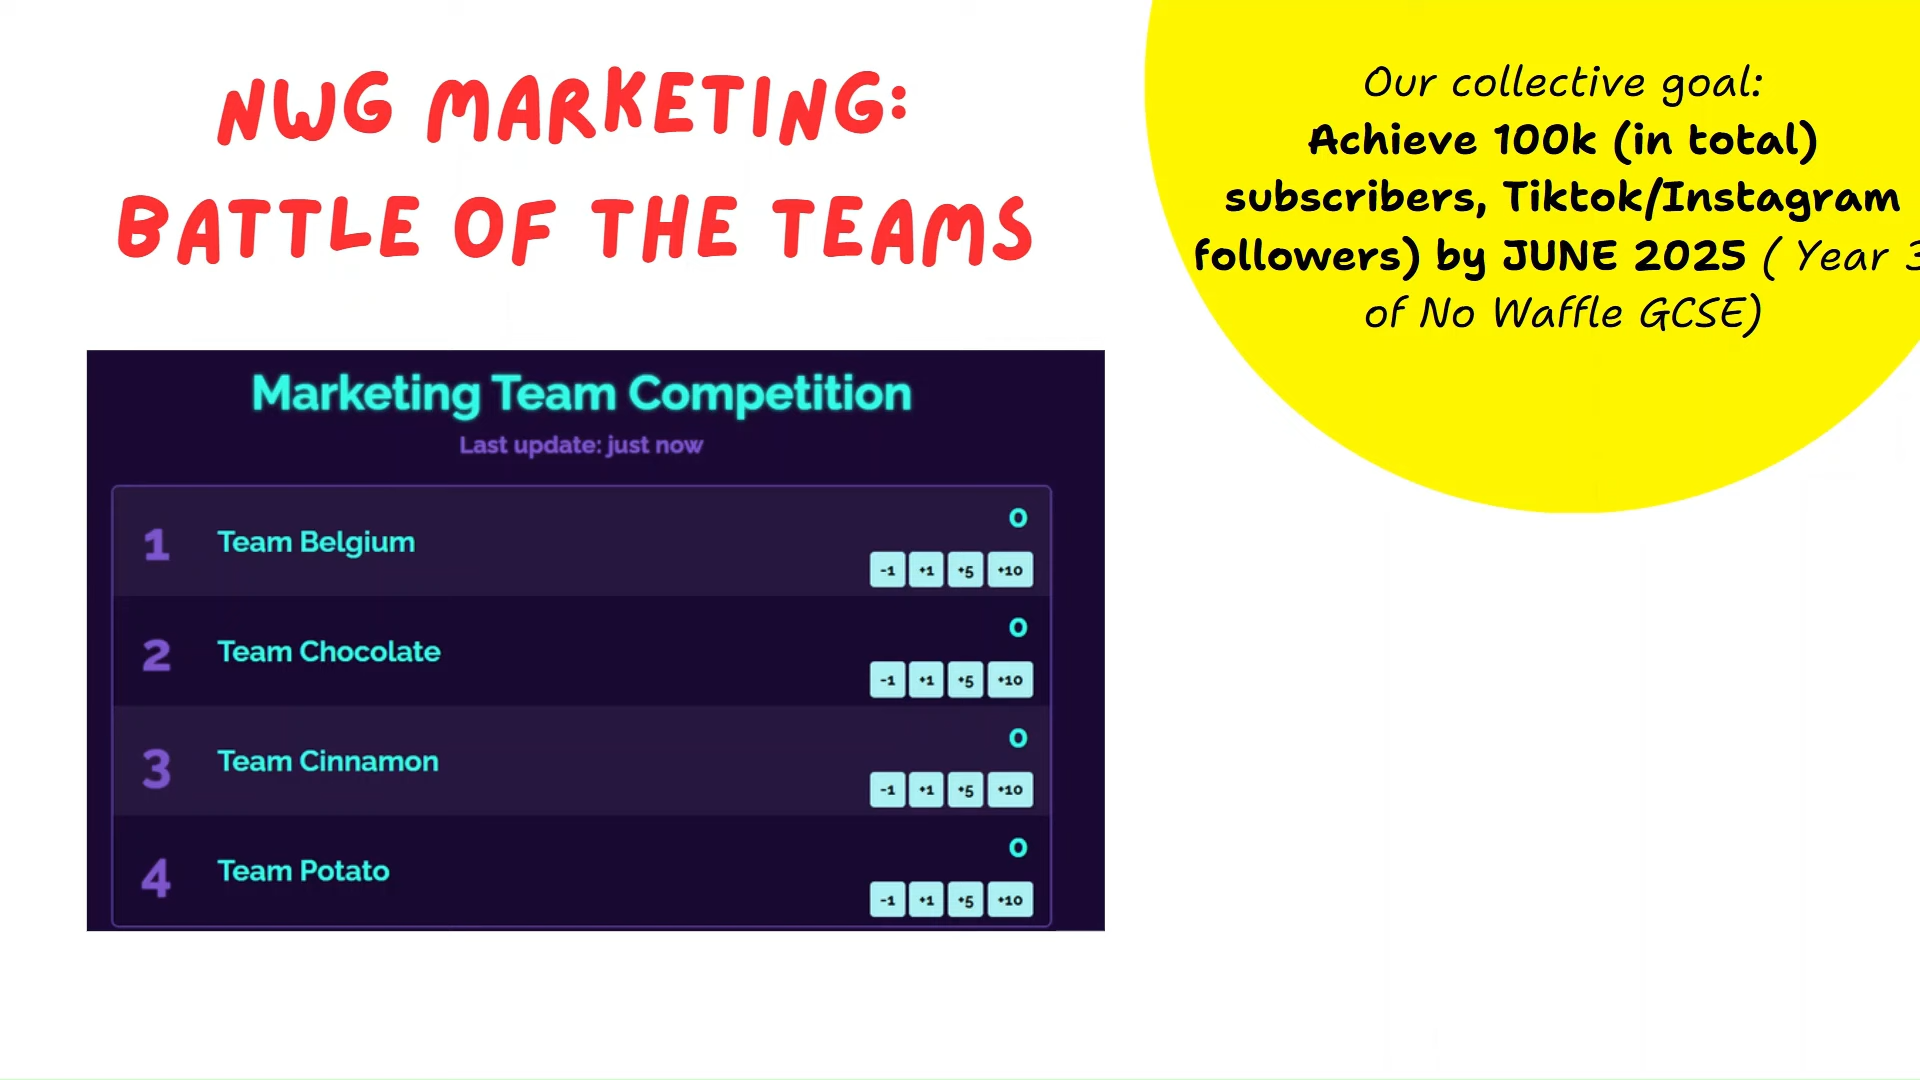 NWG MARKETING:
BATTLE OF THE TEAMS
Our collective goal:
Achieve 100k (in total)
subscribers, Tiktok/Instagram
followers) by JUNE 2025 ( Year 3
of No Waffle GCSE)
Marketing Team Competition
Last update: just now
1 Team Belgium 0
-1 +1 +5 +10
2 Team Chocolate 0
-1 +1 +5 +10
3 Team Cinnamon 0
-1 +1 +5 +10
4 Team Potato 0
-1 +1 +5 +10